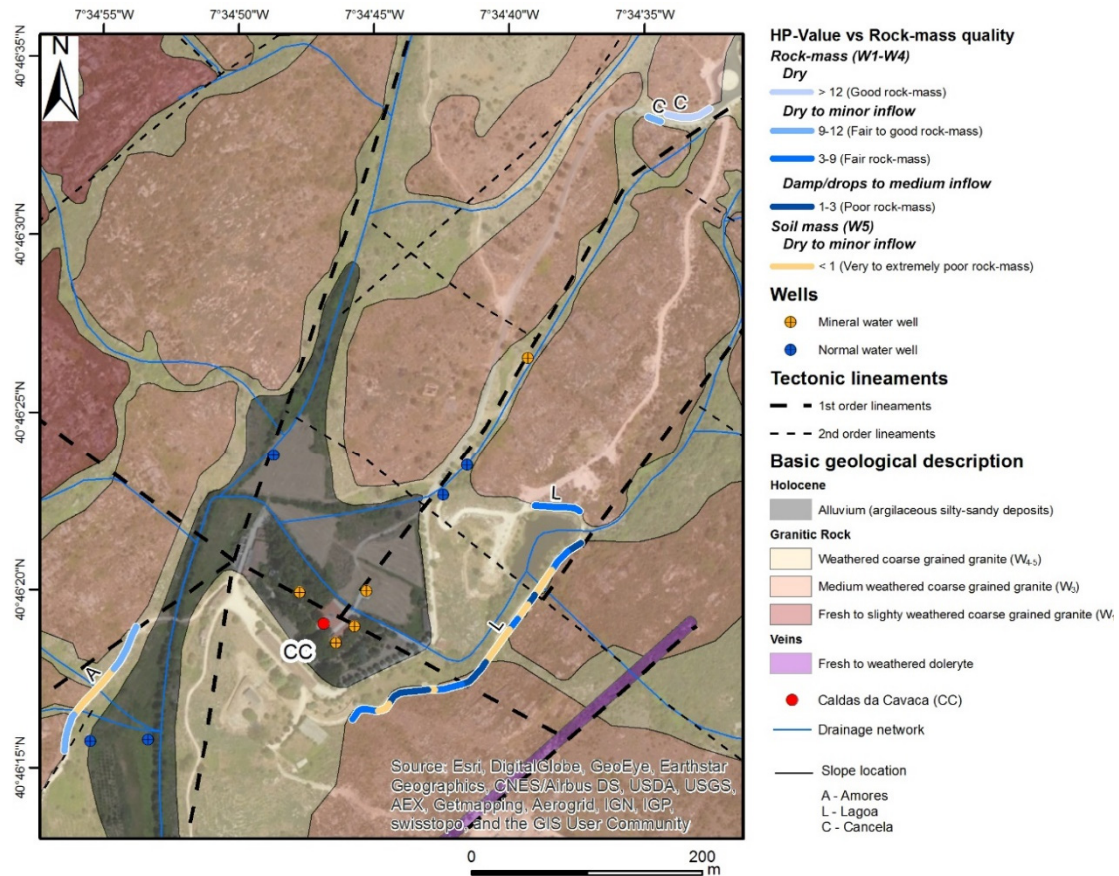 7°34'55"W
7°34'50"W
7°34'45"W
7°34'40"W
7°34'35"W
40°46'35"N
40°46'30"N
40°46'25"N
40°46'20"N
40°46'15"N
N
C C
L
L
A
CC
Source: Esri, DigitalGlobe, GeoEye, Earthstar
Geographics, CNES/Airbus DS, USDA, USGS,
AEX, Getmapping, Aerogrid, IGN, IGP,
swisstopo, and the GIS User Community
0 200
m
HP-Value vs Rock-mass quality
Rock-mass (W1-W4)
Dry
> 12 (Good rock-mass)
Dry to minor inflow
9-12 (Fair to good rock-mass)
3-9 (Fair rock-mass)
Damp/drops to medium inflow
1-3 (Poor rock-mass)
Soil mass (W5)
Dry to minor inflow
< 1 (Very to extremely poor rock-mass)
Wells
Mineral water well
Normal water well
Tectonic lineaments
1st order lineaments
2nd order lineaments
Basic geological description
Holocene
Alluvium (argilaceous silty-sandy deposits)
Granitic Rock
Weathered coarse grained granite (W4-5)
Medium weathered coarse grained granite (W3)
Fresh to slighty weathered coarse grained granite (W
Veins
Fresh to weathered doleryte
Caldas da Cavaca (CC)
Drainage network
Slope location
A - Amores
L - Lagoa
C - Cancela